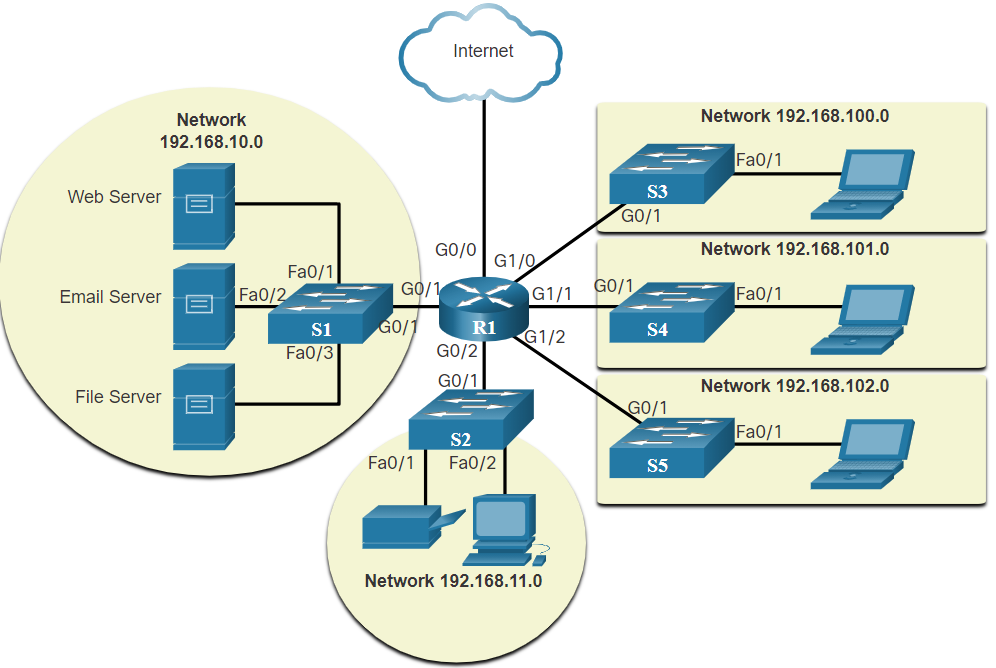 Internet
Network
192.168.10.0
Web Server
Email Server
File Server
Fa0/1
Fa0/2
Fa0/3
S1
G0/1
G0/1
G0/0
G1/0
G1/1
G1/2
G0/2
R1
G0/1
S2
Fa0/1
Fa0/2
Network 192.168.11.0
Network 192.168.100.0
S3
Fa0/1
G0/1
Network 192.168.101.0
G0/1
S4
Fa0/1
Network 192.168.102.0
G0/1
S5
Fa0/1